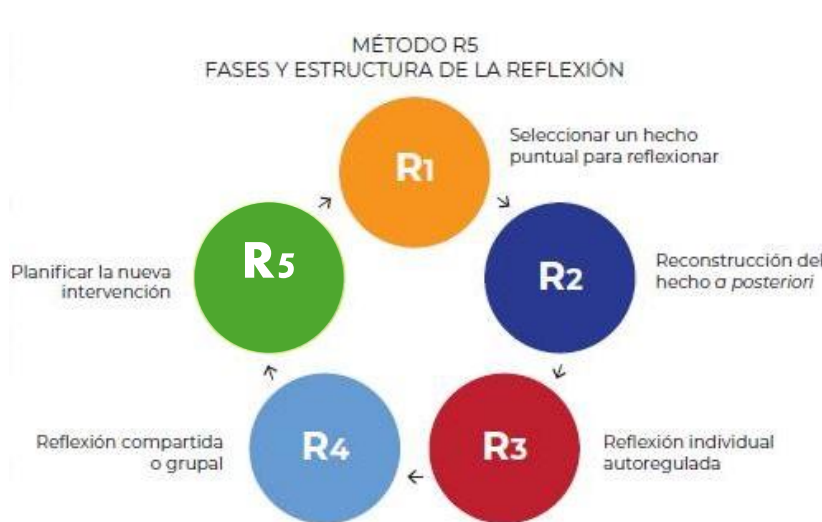 MÉTODO R5
FASES Y ESTRUCTURA DE LA REFLEXIÓN
R1
Seleccionar un hecho
puntual para reflexionar
R2
Reconstrucción del
hecho a posteriori
R3
Reflexión individual
autoregulada
R4
Reflexión compartida
o grupal
R5
Planificar la nueva
intervención